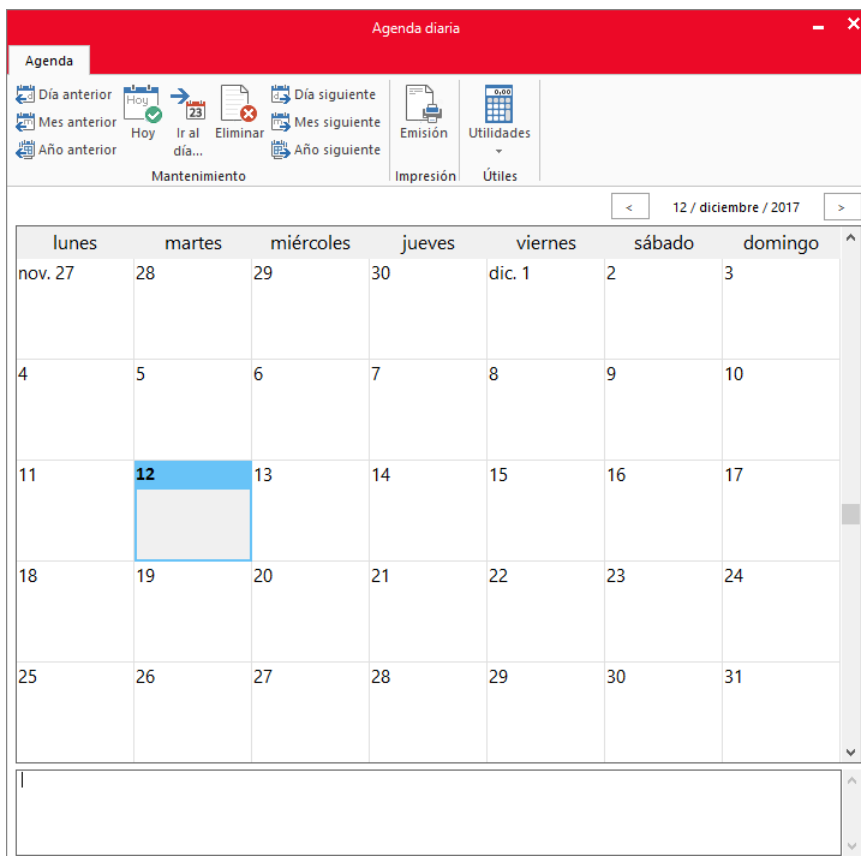 Agenda diaria
Agenda
Día anterior
Mes anterior
Año anterior
Hoy
Hoy
23
Ir al
día...
Eliminar
Día siguiente
Mes siguiente
Año siguiente
Mantenimiento
Emisión
Impresión
0,00
Utilidades
Útiles
< 12 / diciembre / 2017 >
lunes martes miércoles jueves viernes sábado domingo
nov. 27 28 29 30 dic. 1 2 3
4 5 6 7 8 9 10
11 12 13 14 15 16 17
18 19 20 21 22 23 24
25 26 27 28 29 30 31